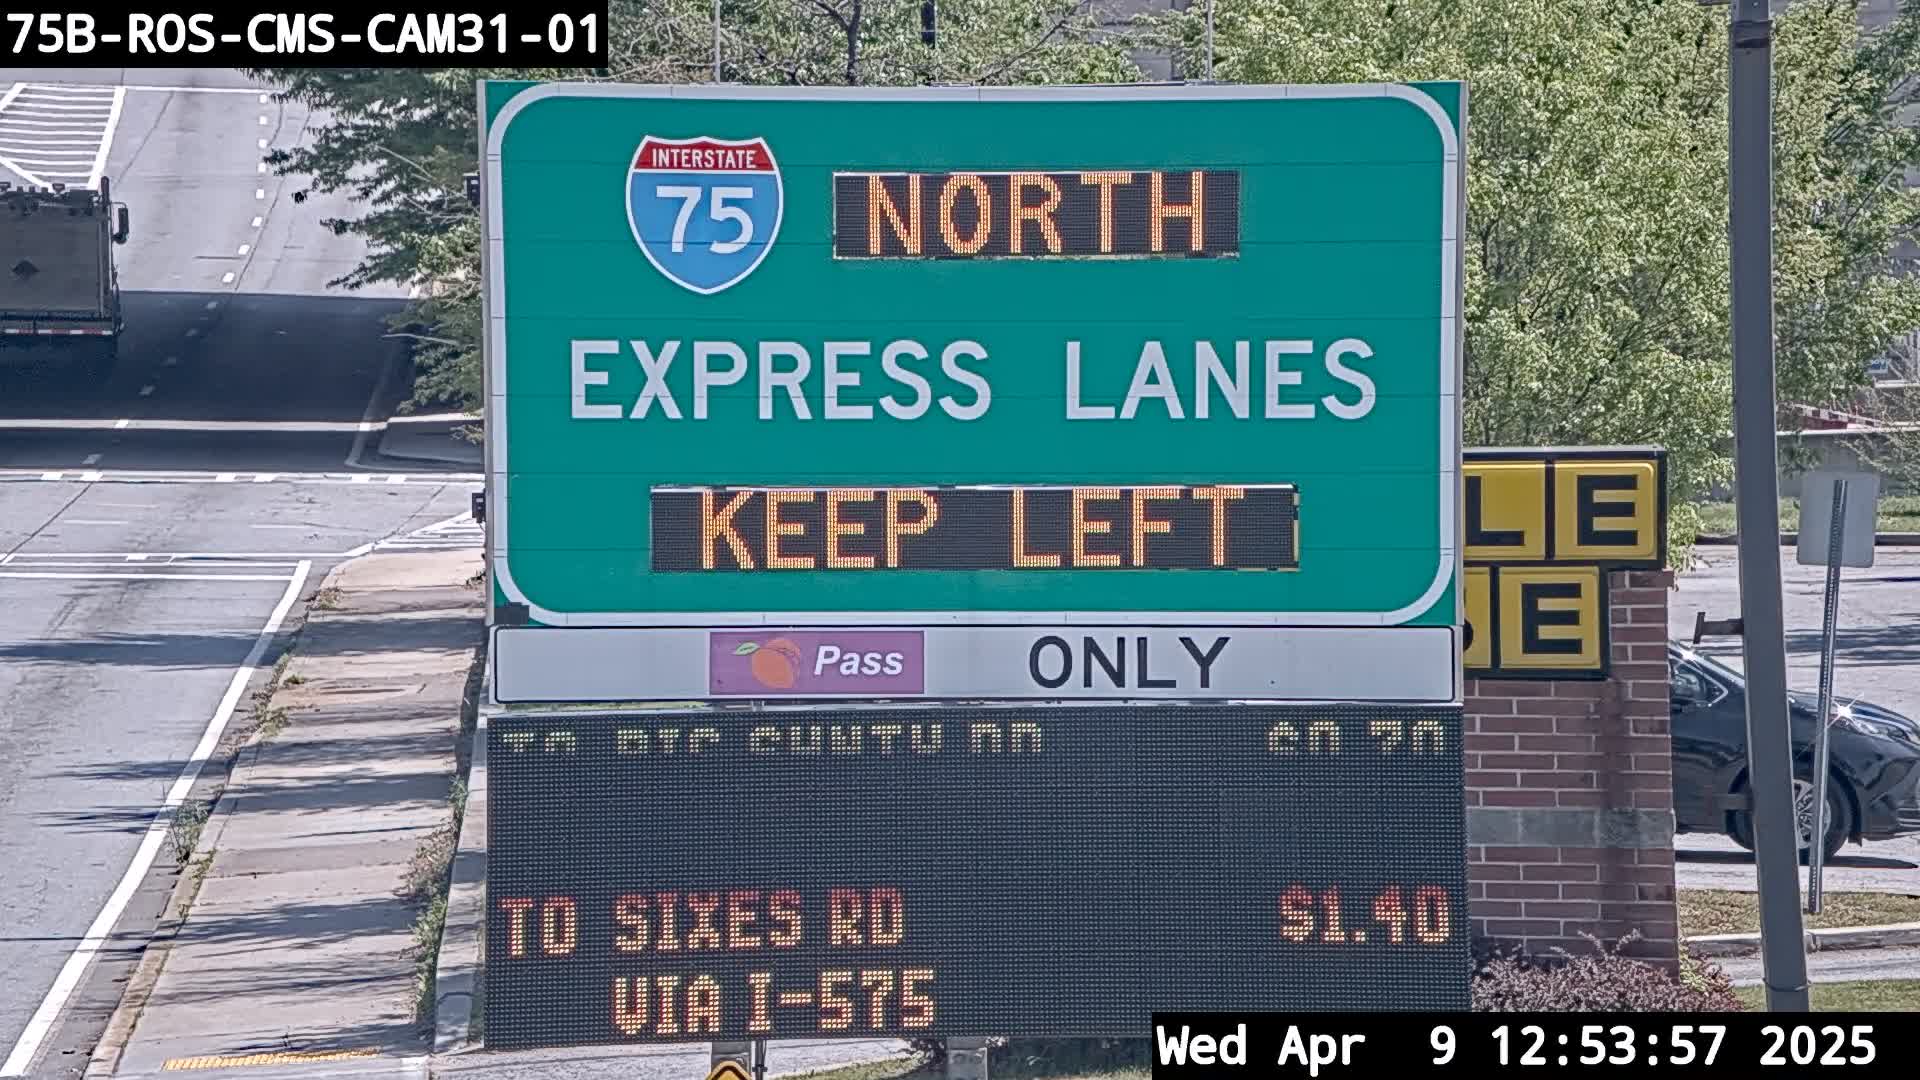 75B-ROS-CMS-CAM31-01
INTERSTATE
75
NORTH
EXPRESS LANES
KEEP LEFT
Pass ONLY
LE
E
TO SIXES RD $1.40
VIA I-575
Wed Apr 9 12:53:57 2025